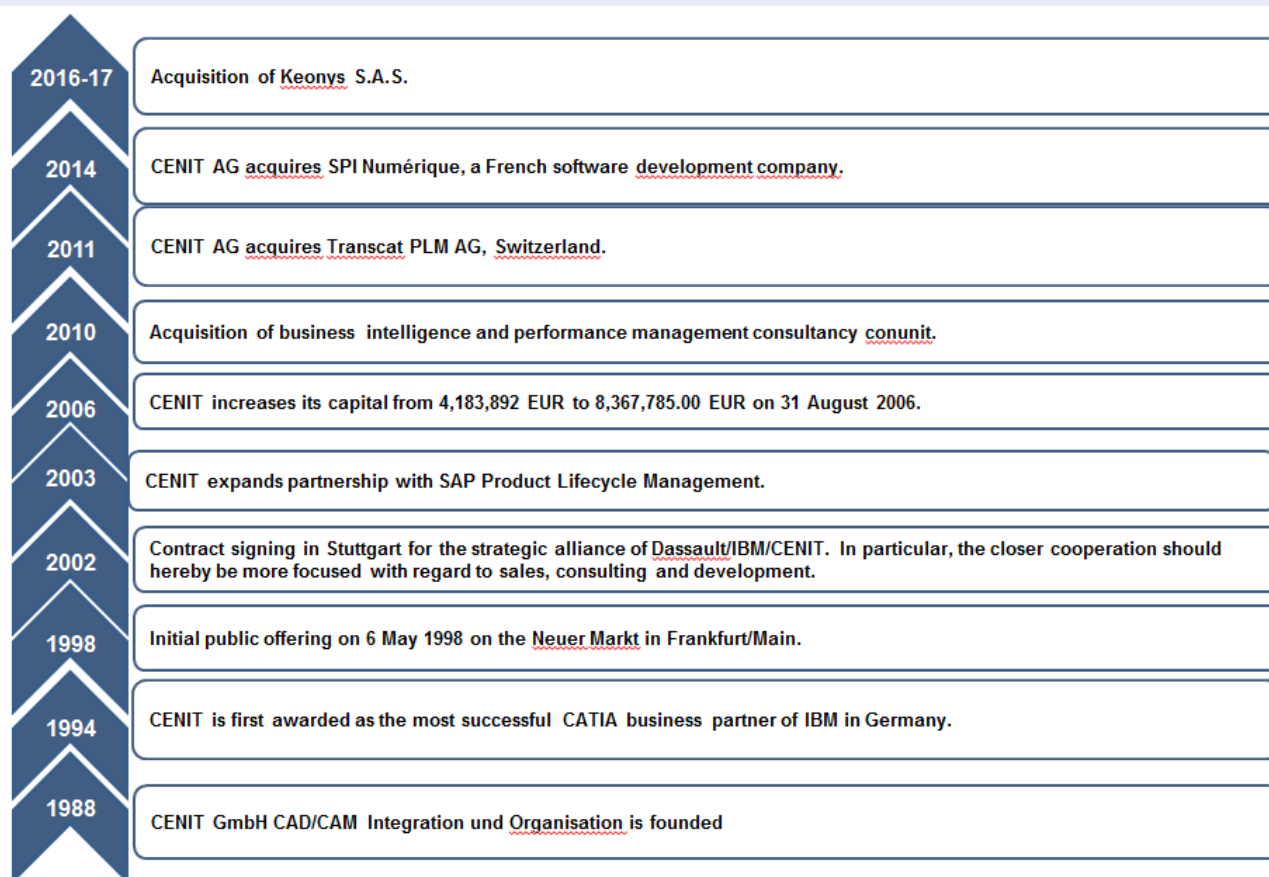 2016-17
Acquisition of Keonys S.A.S.
2014
CENIT AG acquires SPI Numérique, a French software development company.
2011
CENIT AG acquires Transcat PLM AG, Switzerland.
2010
Acquisition of business intelligence and performance management consultancy conunit.
2006
CENIT increases its capital from 4,183,892 EUR to 8,367,785.00 EUR on 31 August 2006.
2003
CENIT expands partnership with SAP Product Lifecycle Management.
2002
Contract signing in Stuttgart for the strategic alliance of Dassault/IBM/CENIT. In particular, the closer cooperation should
hereby be more focused with regard to sales, consulting and development.
1998
Initial public offering on 6 May 1998 on the Neuer Markt in Frankfurt/Main.
1994
CENIT is first awarded as the most successful CATIA business partner of IBM in Germany.
1988
CENIT GmbH CAD/CAM Integration und Organisation is founded